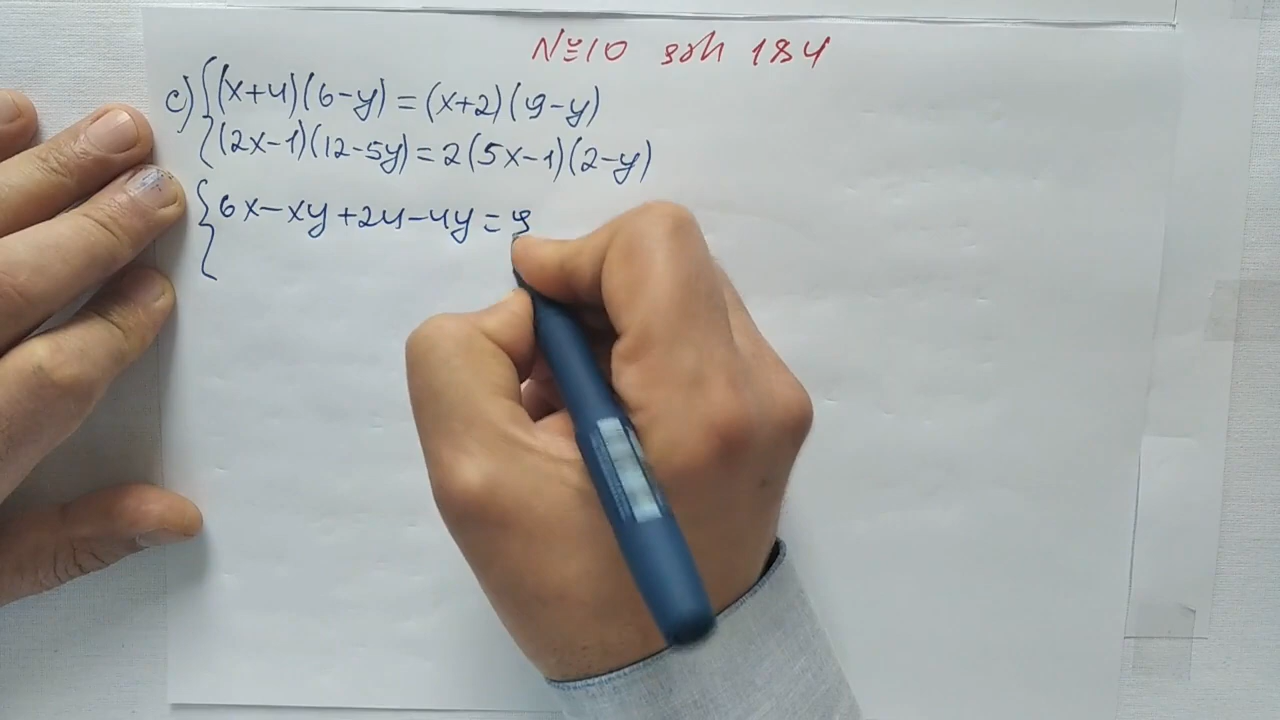 №10 səh 184
c) { (x+4)(6-y) = (x+2)(9-y)
{ (2x-1)(12-5y) = 2(5x-1)(2-y)
{ 6x-xy+24-4y = 9